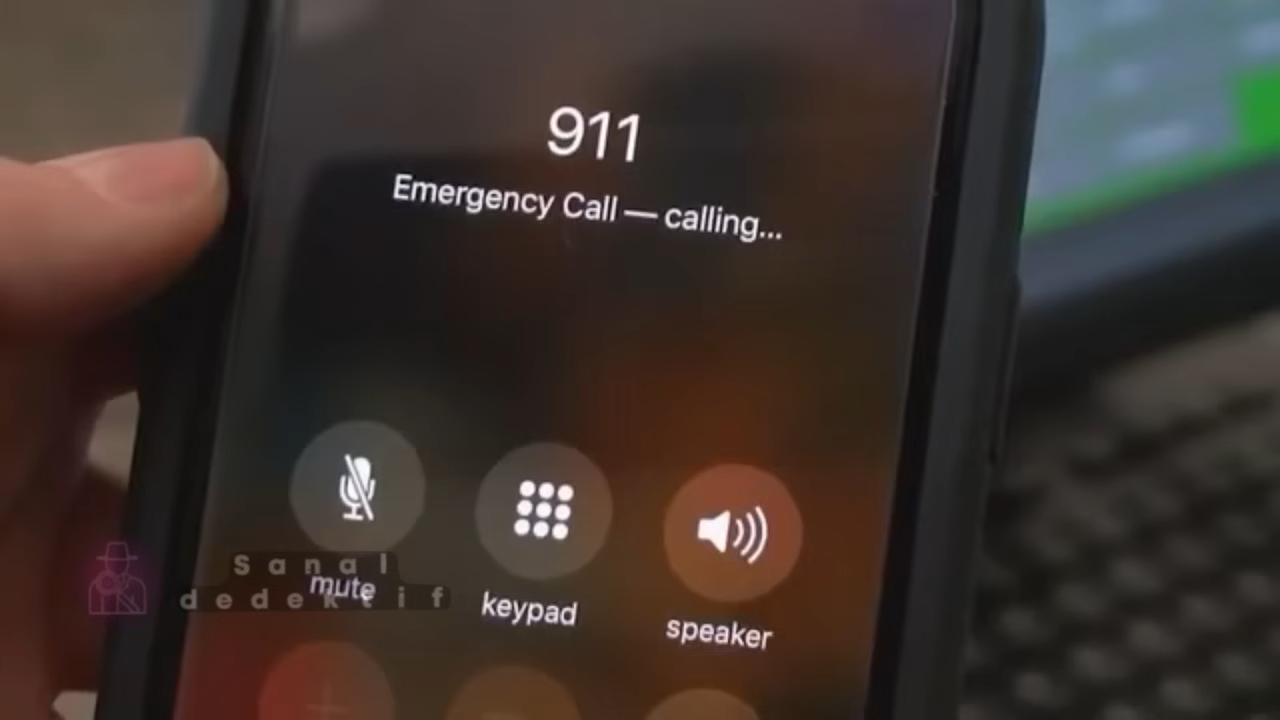 911
Emergency Call — calling...
Sanal
mute
dedektif
keypad
speaker